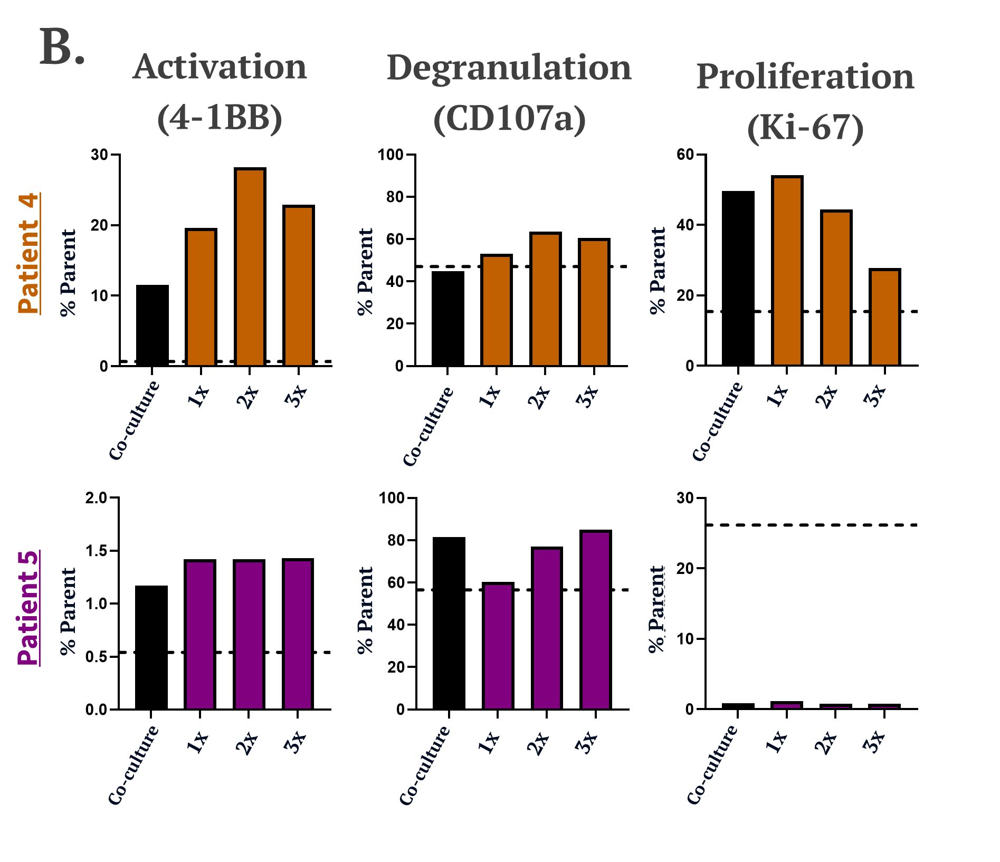 B.
Activation
(4-1BB)
Degranulation
(CD107a)
Proliferation
(Ki-67)
Patient 4
% Parent
30
20
10
0
Co-culture
1x
2x
3x
% Parent
100
80
60
40
20
0
Co-culture
1x
2x
3x
% Parent
60
40
20
0
Co-culture
1x
2x
3x
Patient 5
% Parent
2.0
1.5
1.0
0.5
0.0
Co-culture
1x
2x
3x
% Parent
100
80
60
40
20
0
Co-culture
1x
2x
3x
% Parent
30
20
10
0
Co-culture
1x
2x
3x